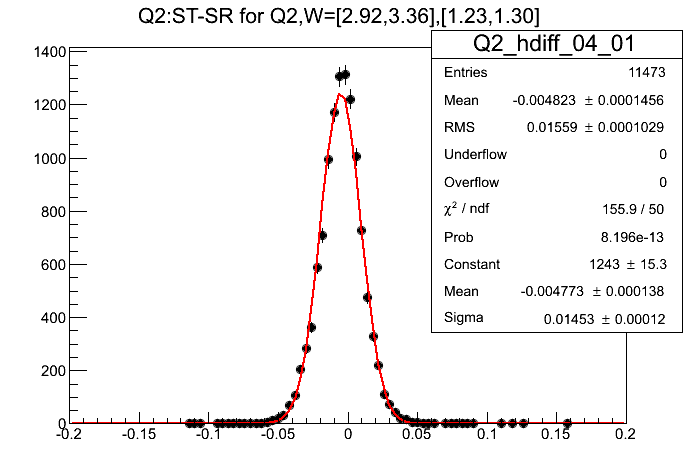 Q2:ST-SR for Q2,W=[2.92,3.36],[1.23,1.30]
Q2_hdiff_04_01
Entries 11473
Mean -0.004823 ± 0.0001456
RMS 0.01559 ± 0.0001029
Underflow 0
Overflow 0
χ² / ndf 155.9 / 50
Prob 8.196e-13
Constant 1243 ± 15.3
Mean -0.004773 ± 0.000138
Sigma 0.01453 ± 0.00012
1400
1200
1000
800
600
400
200
0
-0.2 -0.15 -0.1 -0.05 0 0.05 0.1 0.15 0.2